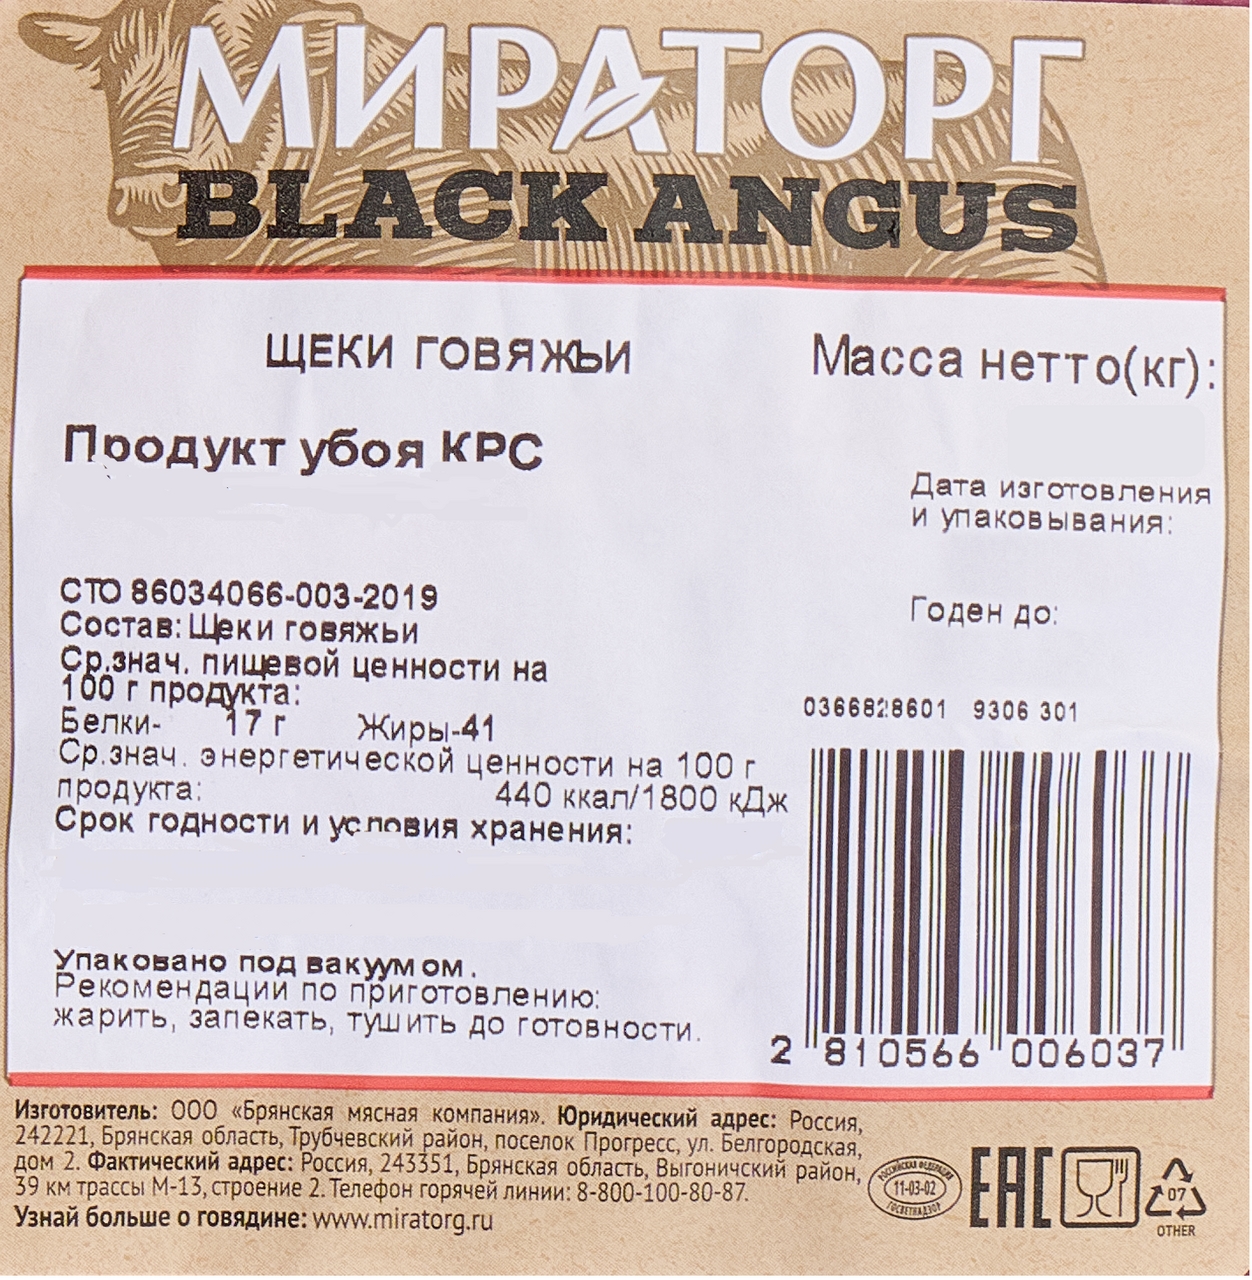 МИРАТОРГ
BLACK ANGUS
ЩЕКИ ГОВЯЖЬИ
Масса нетто(кг):
Продукт убоя КРС
Дата изготовления
и упаковывания:
СТО 86034066-003-2019
Годен до:
Состав: Щеки говяжьи
Ср.знач. пищевой ценности на
100 г продукта:
Белки- 17 г Жиры-41
0366828601 9306 301
Ср.знач. энергетической ценности на 100 г
продукта: 440 ккал/1800 кДж
Срок годности и условия хранения:
Упаковано под вакуумом.
Рекомендации по приготовлению:
жарить, запекать, тушить до готовности.
2 810566 006037
Изготовитель: ООО «Брянская мясная компания». Юридический адрес: Россия,
242221, Брянская область, Трубчевский район, поселок Прогресс, ул. Белгородская,
дом 2. Фактический адрес: Россия, 243351, Брянская область, Выгоничский район,
39 км трассы М-13, строение 2. Телефон горячей линии: 8-800-100-80-87.
Узнай больше о говядине: www.miratorg.ru
РОССИЙСКАЯ ФЕДЕРАЦИЯ
11-03-02
ГОСВЕТНАДЗОР
ЕАС
07
OTHER